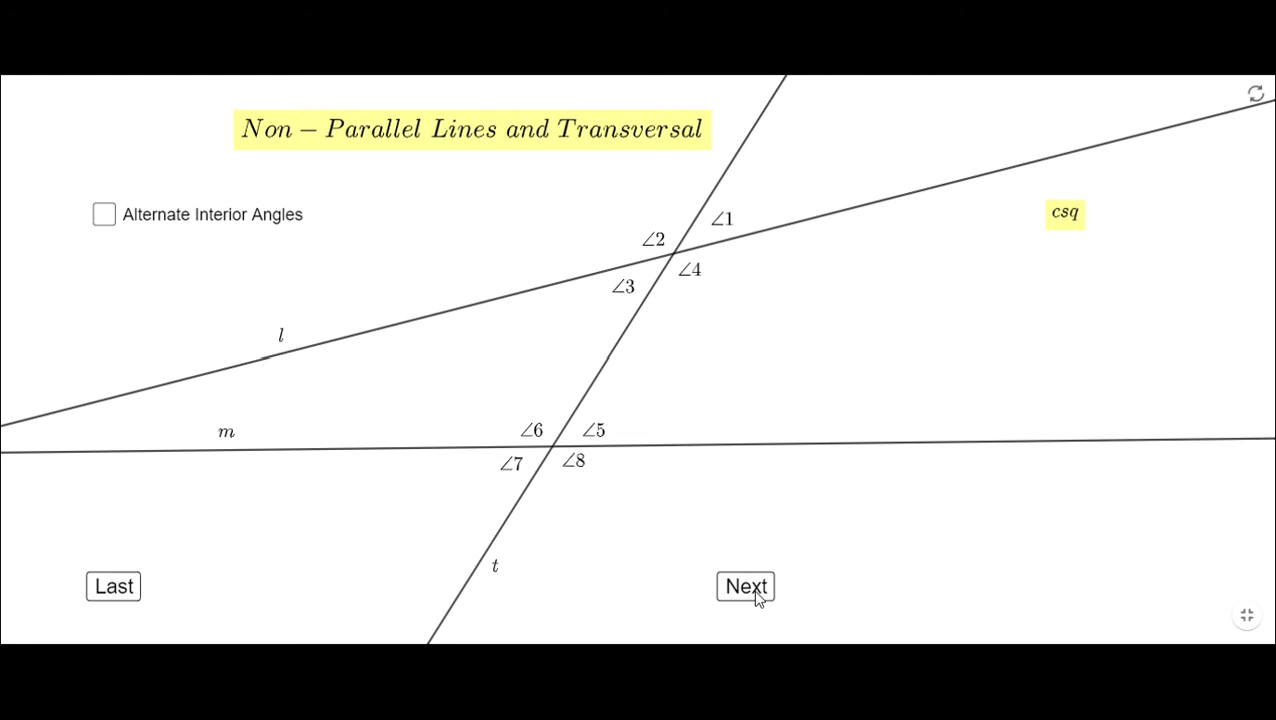 Non – Parallel Lines and Transversal
Alternate Interior Angles
csq
∠1
∠2
∠4
∠3
l
m
∠6
∠5
∠7
∠8
t
Last
Next